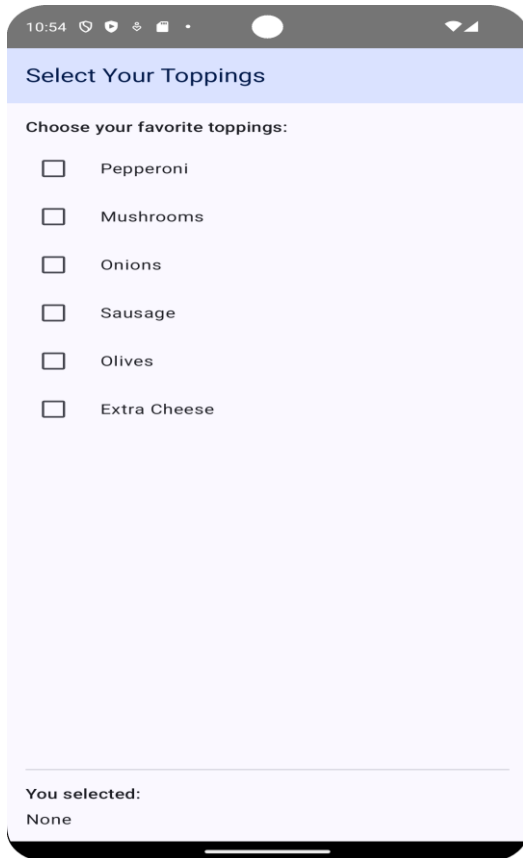 10:54
Select Your Toppings
Choose your favorite toppings:
Pepperoni
Mushrooms
Onions
Sausage
Olives
Extra Cheese
You selected:
None